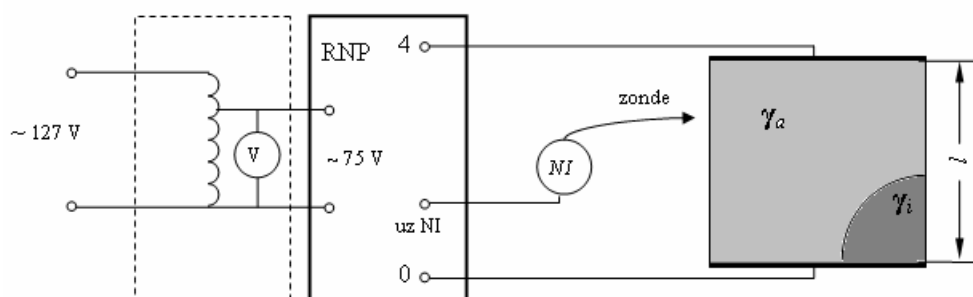 ~ 127 V
V
RNP
~ 75 V
4
uz NI
0
NI
zonde
γa
γi
l